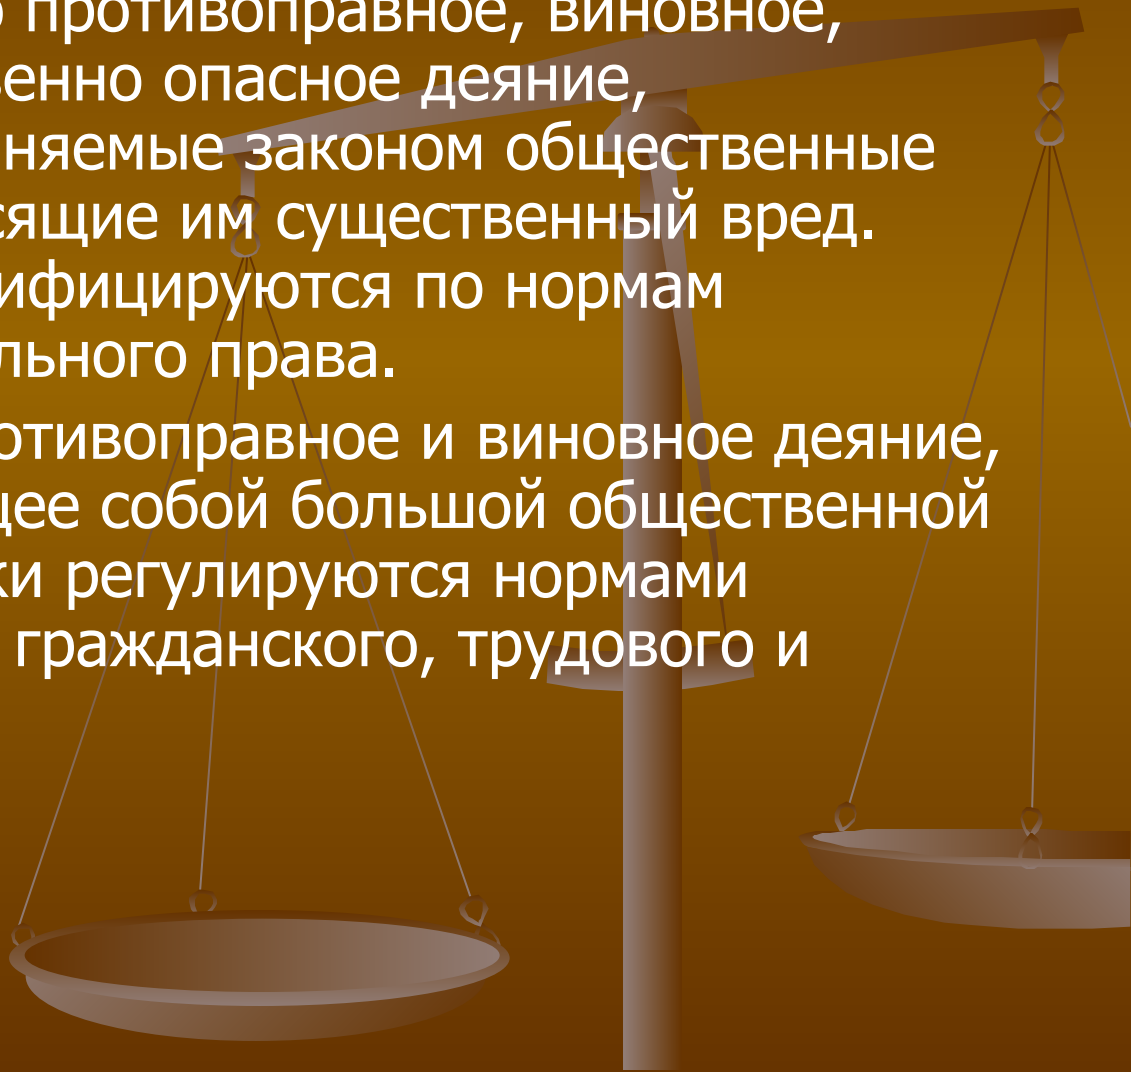 о противоправное, виновное,
венно опасное деяние,
няемые законом общественные
сящие им существенный вред.
ифицируются по нормам
льного права.
отивоправное и виновное деяние,
щее собой большой общественной
ки регулируются нормами
гражданского, трудового и